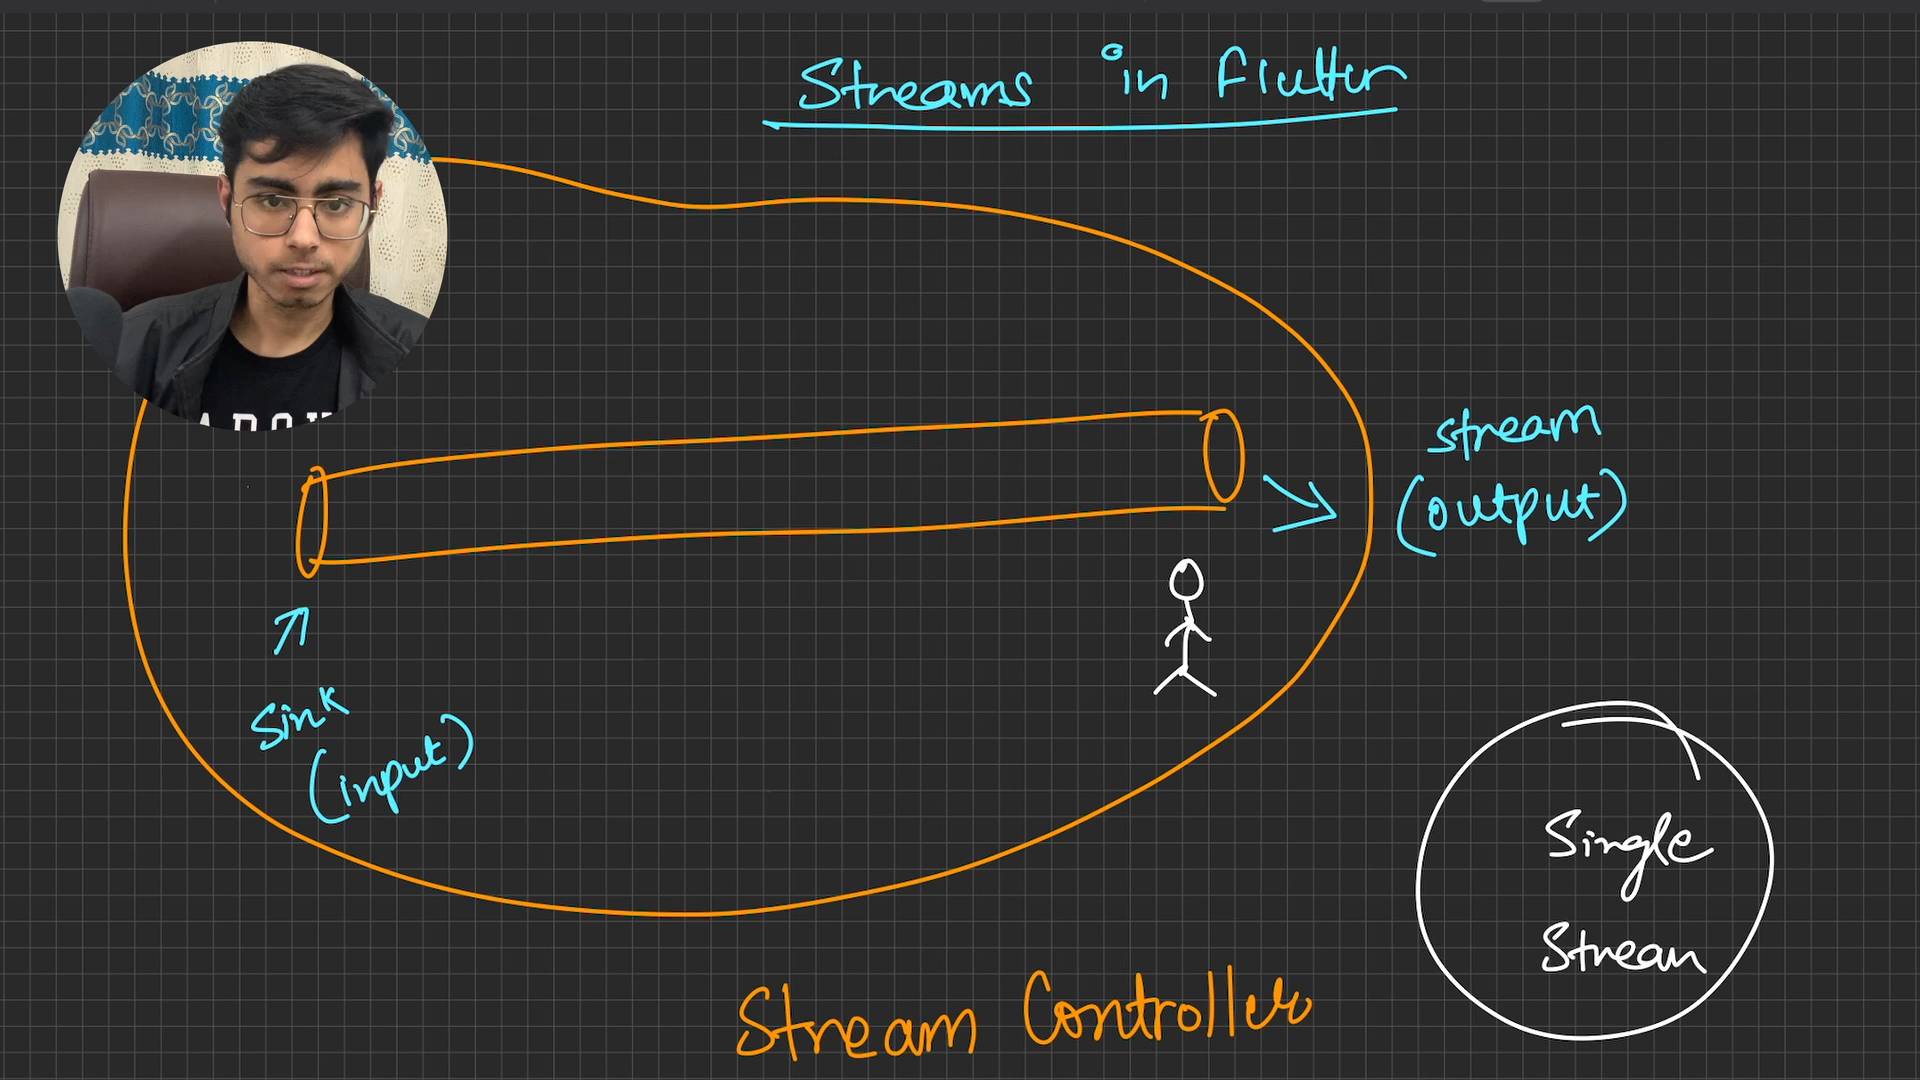 Streams in Flutter
stream
(output)
Sink
(input)
Single
Stream
Stream Controller